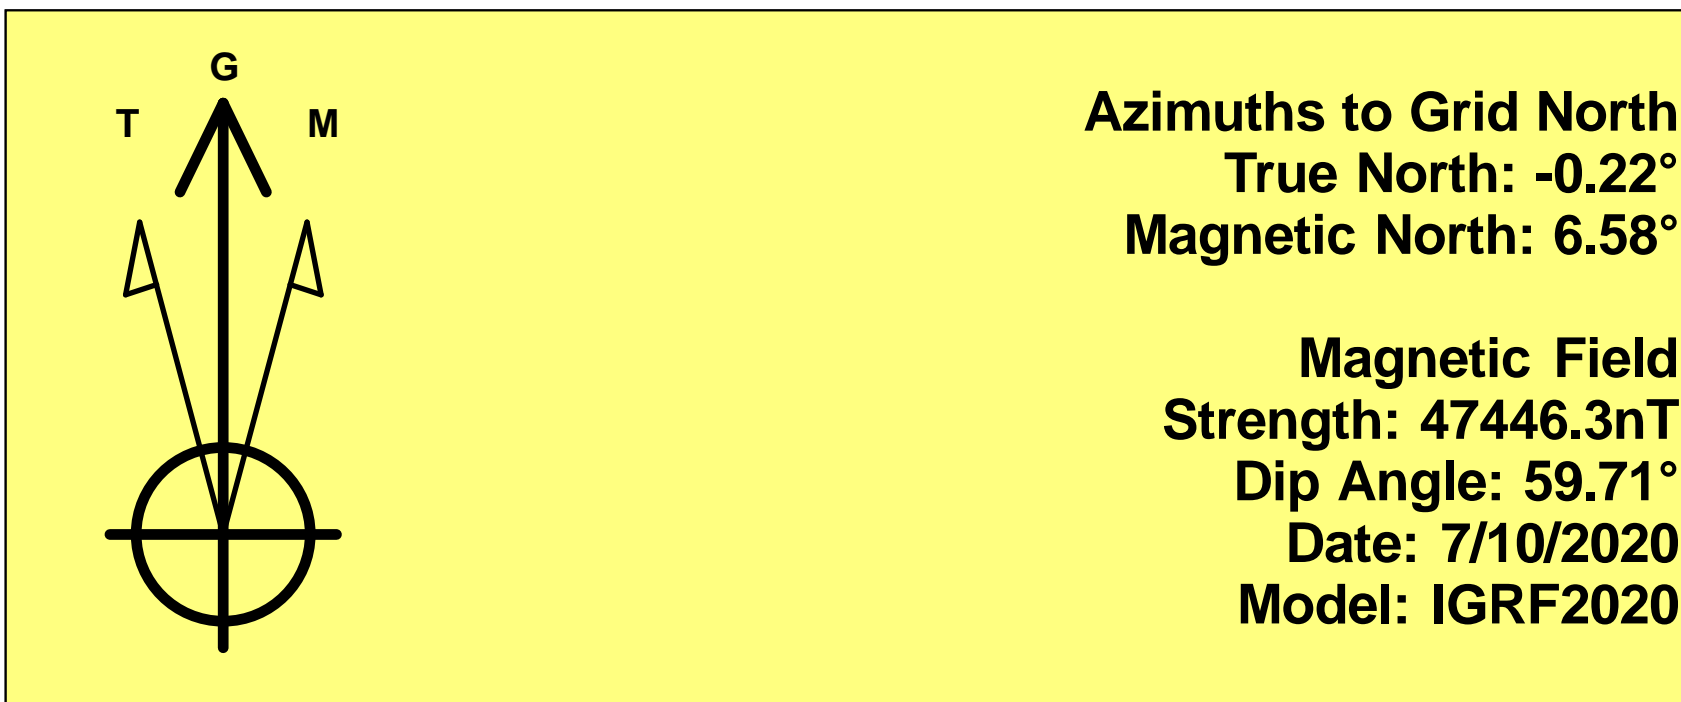 G
T M
Azimuths to Grid North
True North: -0.22°
Magnetic North: 6.58°
Magnetic Field
Strength: 47446.3nT
Dip Angle: 59.71°
Date: 7/10/2020
Model: IGRF2020